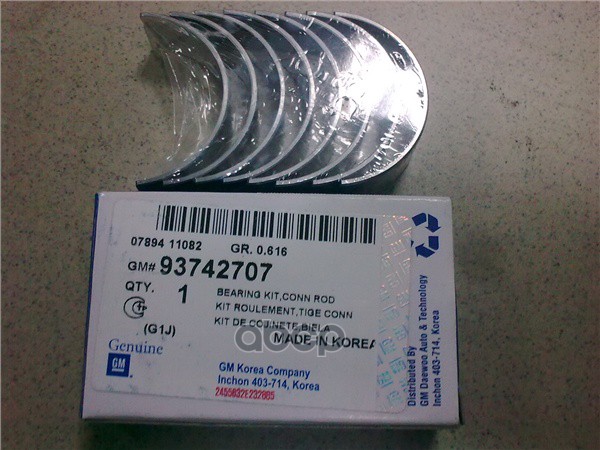 07894 11082 GR. 0.616
GM# 93742707
QTY. 1
BEARING KIT,CONN ROD
KIT ROULEMENT,TIGE CONN
KIT DE COJINETE,BIELA
(G1J)
MADE IN KOREA
Genuine
GM
GM Korea Company
Inchon 403-714, Korea
2455632E232885
Distributed By
GM Daewoo Auto & Technology
Inchon 403-714, Korea